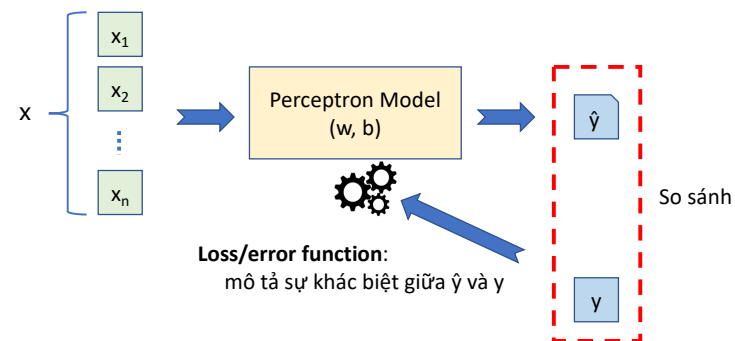 x
x₁
x₂
xₙ
Perceptron Model
(w, b)
ŷ
So sánh
y
Loss/error function:
mô tả sự khác biệt giữa ŷ và y